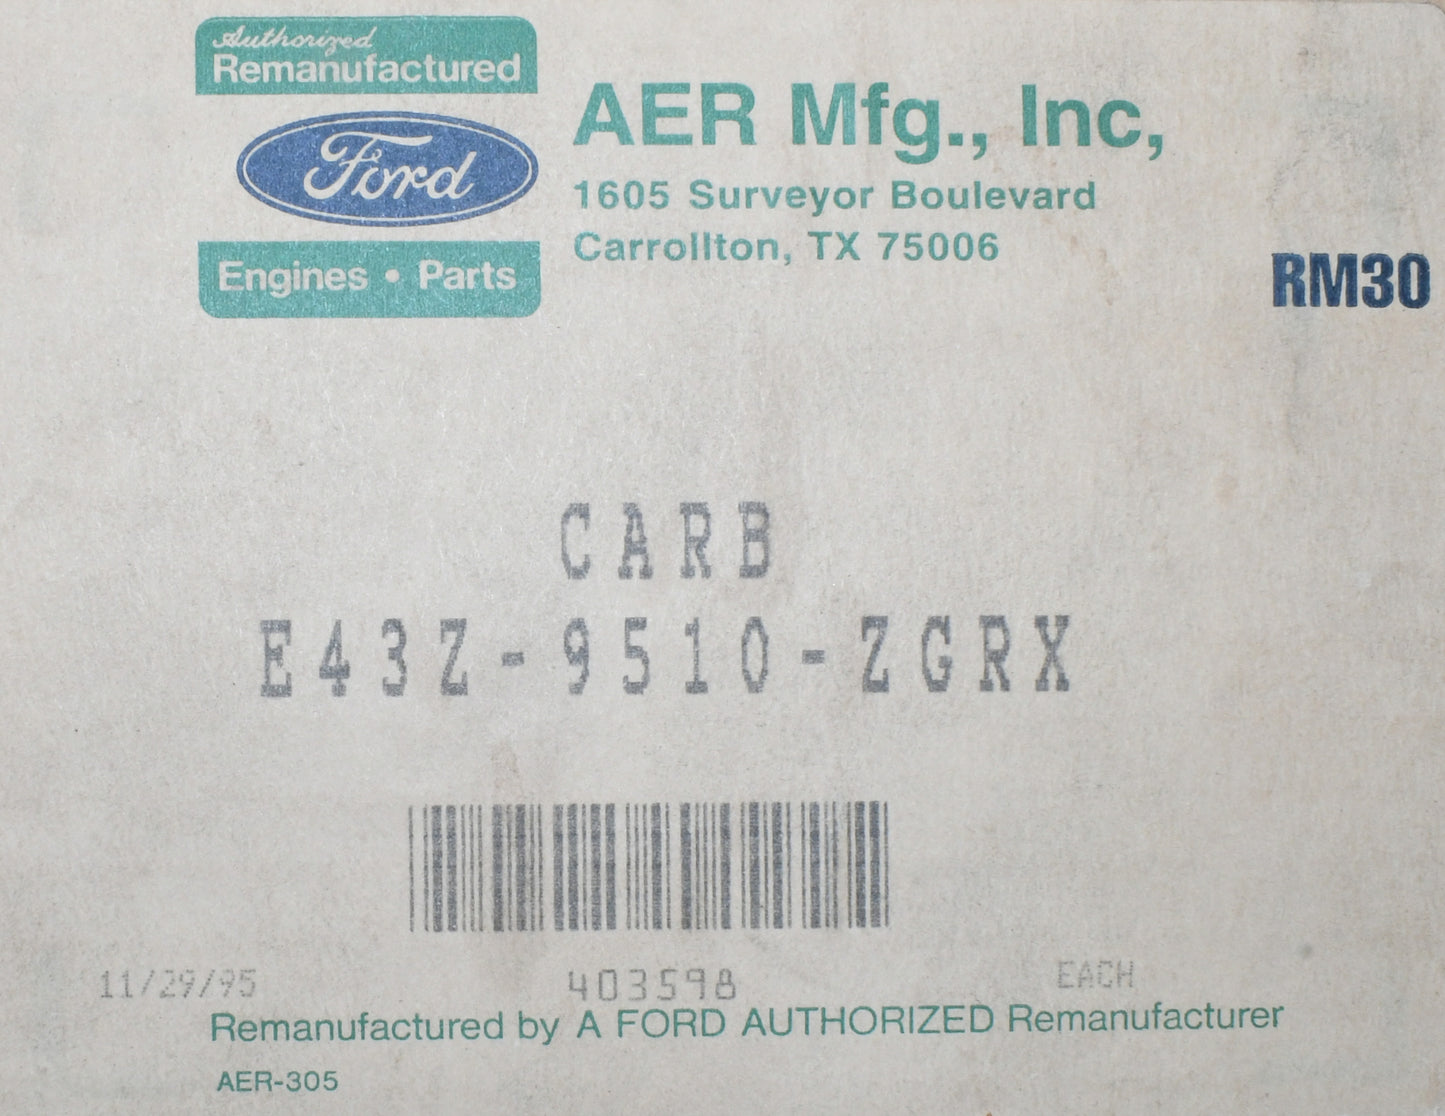 Authorized
Remanufactured
Ford
Engines • Parts
AER Mfg., Inc,
1605 Surveyor Boulevard
Carrollton, TX 75006
RM30
CARB
E43Z-9510-ZGRX
11/29/95
403598
EACH
Remanufactured by A FORD AUTHORIZED Remanufacturer
AER-305